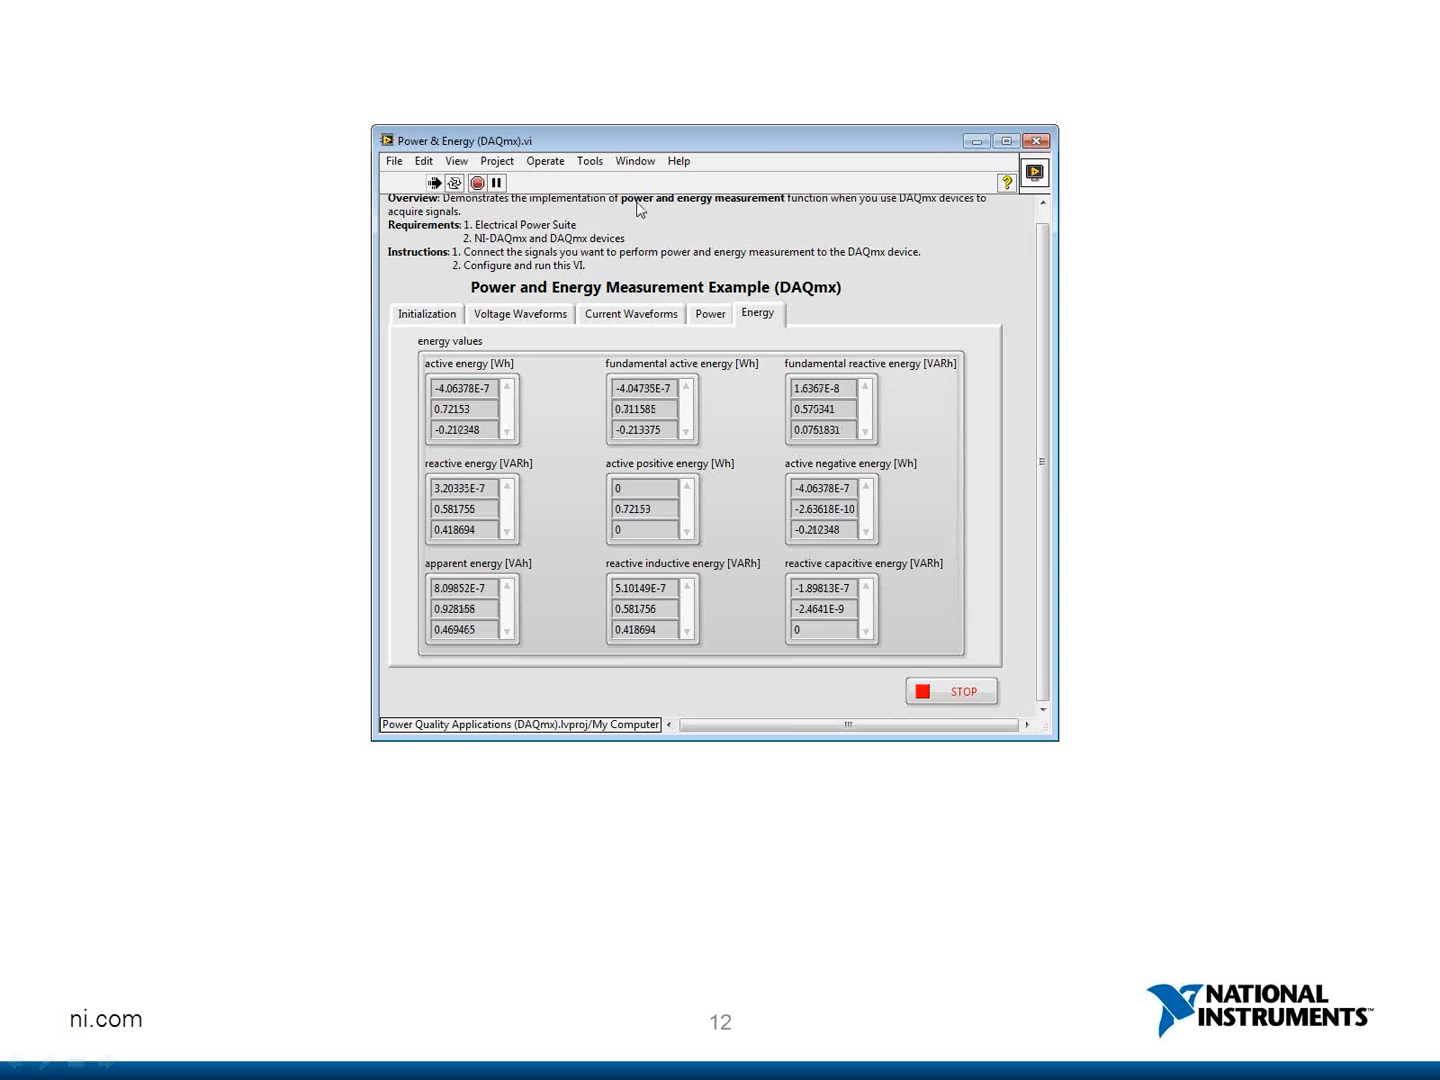 Power & Energy (DAQmx).vi
File Edit View Project Operate Tools Window Help
Overview: Demonstrates the implementation of power and energy measurement function when you use DAQmx devices to
acquire signals.
Requirements: 1. Electrical Power Suite
2. NI-DAQmx and DAQmx devices
Instructions: 1. Connect the signals you want to perform power and energy measurement to the DAQmx device.
2. Configure and run this VI.
Power and Energy Measurement Example (DAQmx)
Initialization Voltage Waveforms Current Waveforms Power Energy
energy values
active energy [Wh] fundamental active energy [Wh] fundamental reactive energy [VARh]
-4.06378E-7 -4.04735E-7 1.6367E-8
0.72153 0.711585 0.575341
-0.212348 -0.213375 0.0751831
reactive energy [VARh] active positive energy [Wh] active negative energy [Wh]
3.20335E-7 0 -4.06378E-7
0.581756 0.72153 -2.63618E-10
0.418694 0 -0.212348
apparent energy [VAh] reactive inductive energy [VARh] reactive capacitive energy [VARh]
8.09852E-7 5.10149E-7 -1.89813E-7
0.928156 0.581756 -2.4641E-9
0.469465 0.418694 0
STOP
Power Quality Applications (DAQmx).lvproj/My Computer
ni.com
12
NATIONAL
INSTRUMENTS™